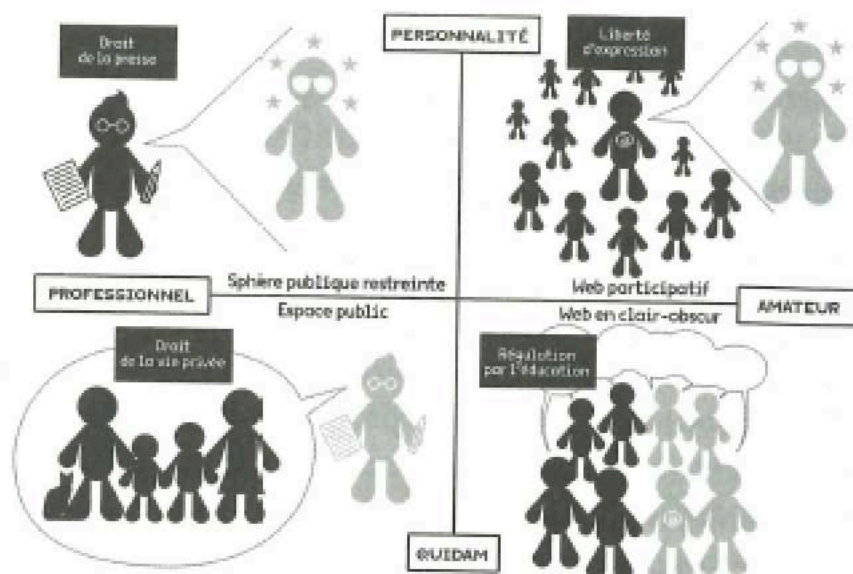 Droit
de la presse
PERSONNALITÉ
Liberté
d'expression
@
PROFESSIONNEL
Sphère publique restreinte
Espace public
Web participatif
Web en clair-obscur
AMATEUR
Droit
de la vie privée
Régulation
par l'éducation
@
QUIDAM